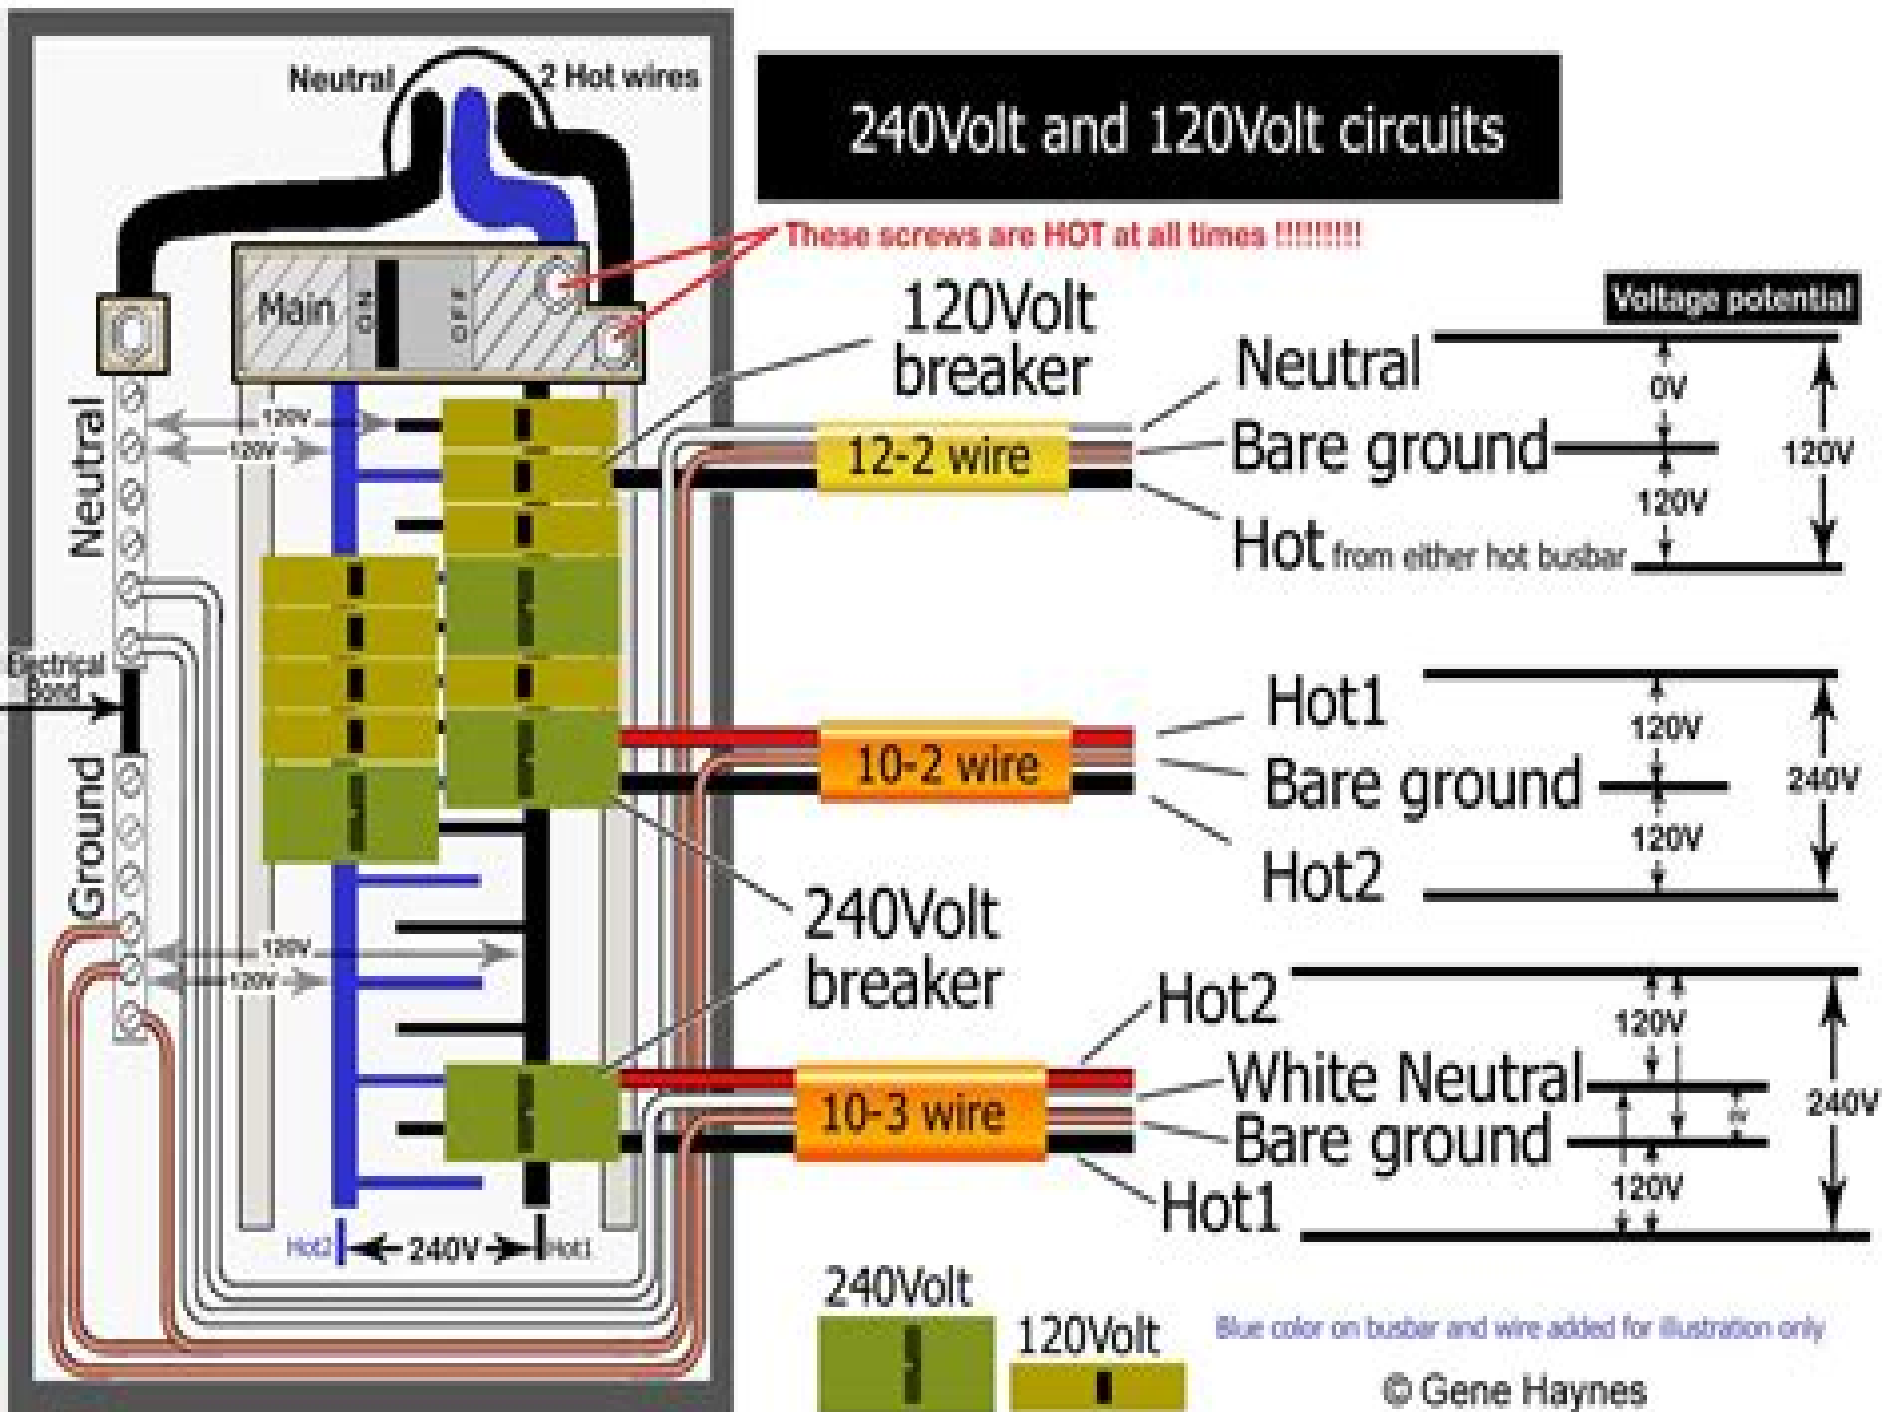 Neutral
2 Hot wires
240Volt and 120Volt circuits
These screws are HOT at all times !!!!!!!!!
Main
ON
OFF
120Volt
breaker
Voltage potential
Neutral
120V
120V
12-2 wire
Neutral
Bare ground
Hot from either hot busbar
0V
120V
120V
Electrical
Bond
10-2 wire
Hot1
Bare ground
Hot2
120V
120V
240V
Ground
120V
120V
240Volt
breaker
10-3 wire
Hot2
White Neutral
Bare ground
Hot1
120V
120V
240V
Hot2
240V
Hot1
240Volt
120Volt
Blue color on busbar and wire added for illustration only
© Gene Haynes